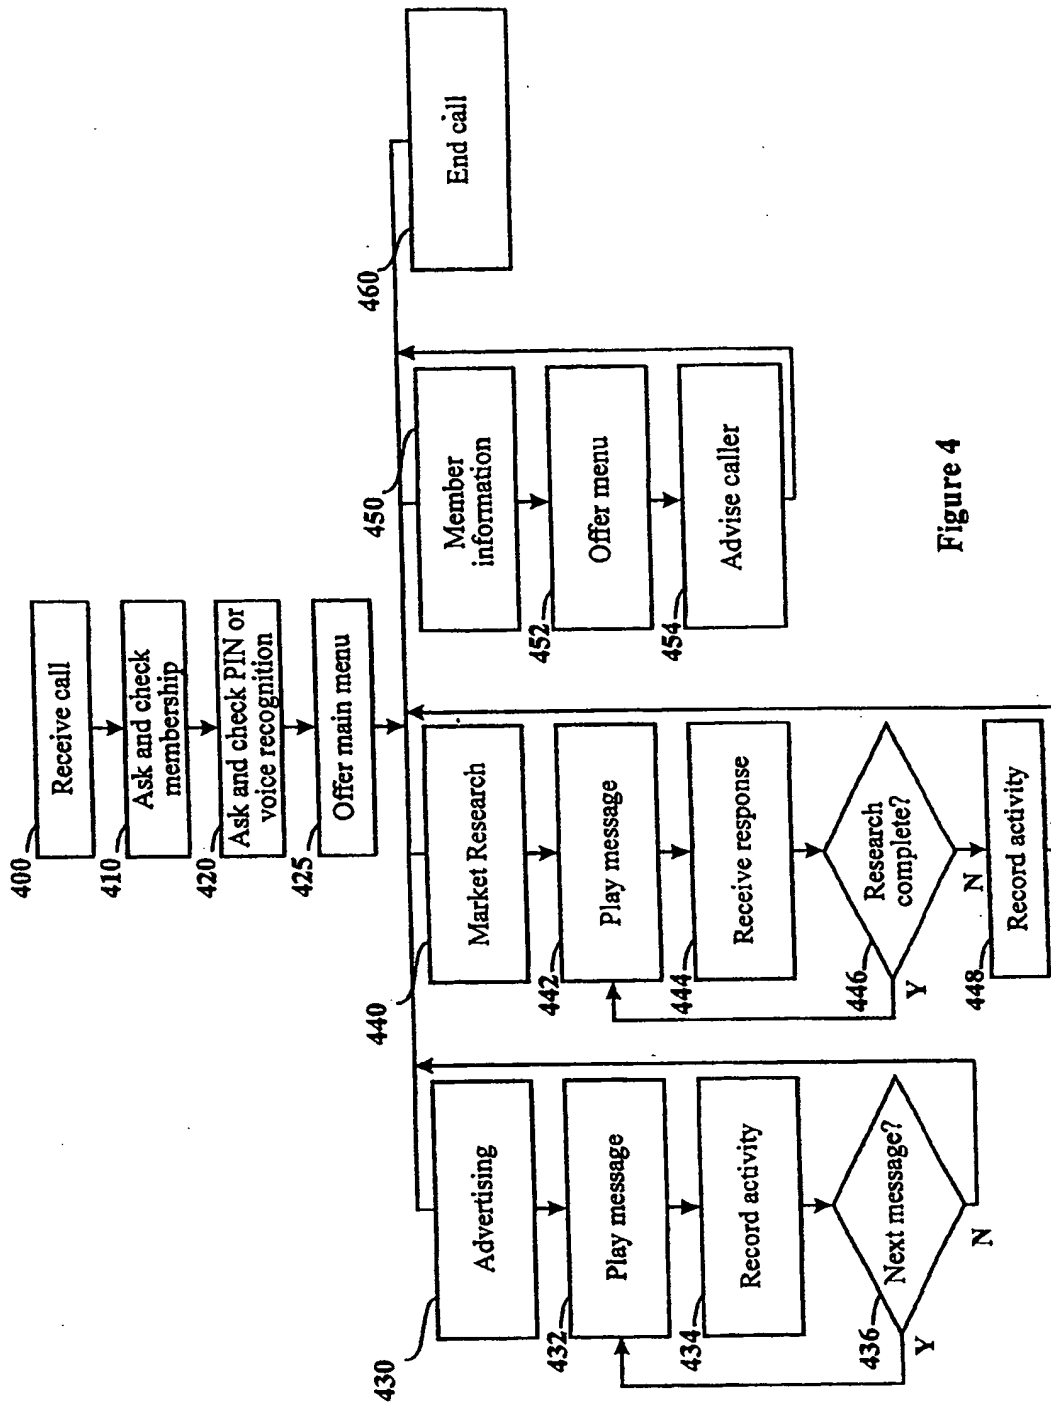 400
Receive call
410
Ask and check
membership
420
Ask and check PIN or
voice recognition
425
Offer main menu
430
Advertising
432
Play message
434
Record activity
436
Next message?
Y
N
440
Market Research
442
Play message
444
Receive response
446
Research
complete?
Y
N
448
Record activity
450
Member
information
452
Offer menu
454
Advise caller
460
End call
Figure 4